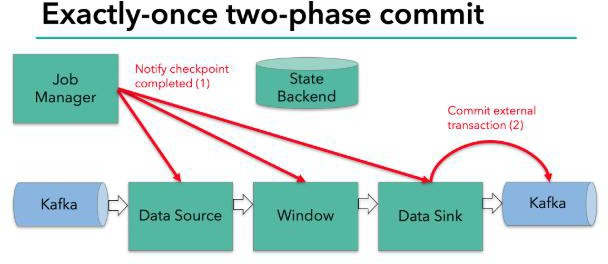 Exactly-once two-phase commit
Job
Manager
Notify checkpoint
completed (1)
State
Backend
Commit external
transaction (2)
Kafka
Data Source
Window
Data Sink
Kafka